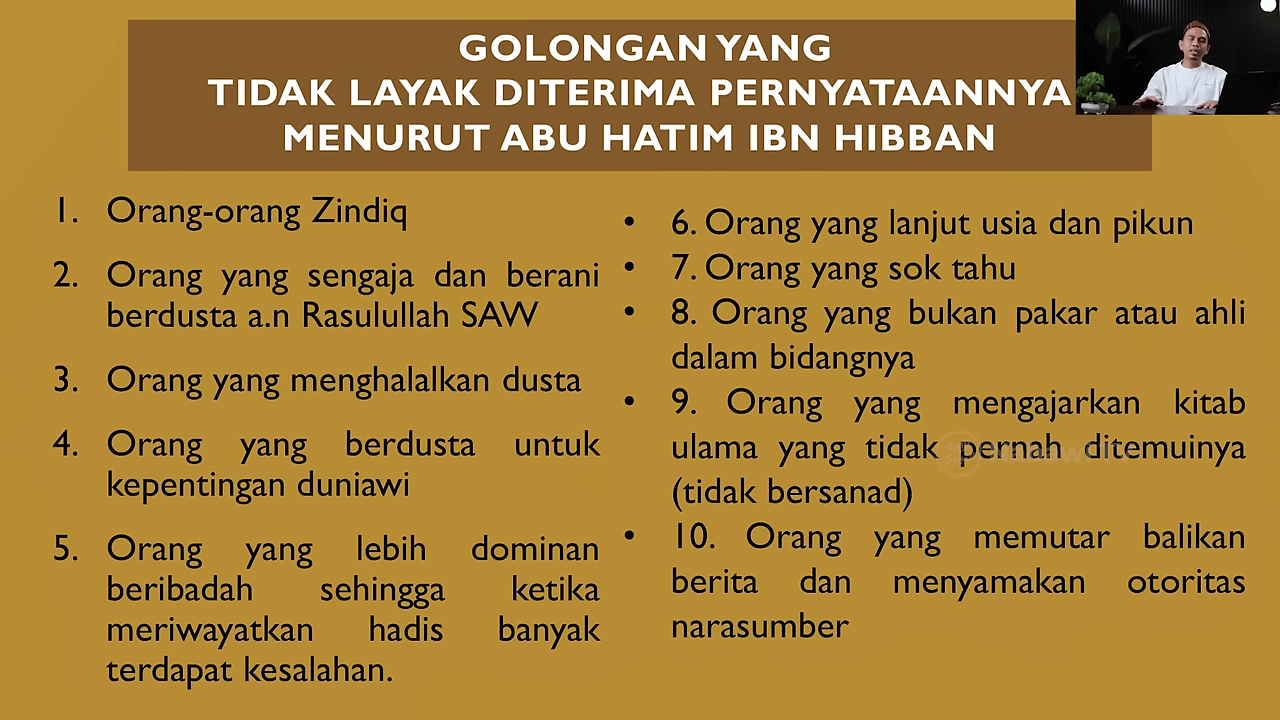 GOLONGAN YANG
TIDAK LAYAK DITERIMA PERNYATAANNYA
MENURUT ABU HATIM IBN HIBBAN
1. Orang-orang Zindiq
2. Orang yang sengaja dan berani
berdusta a.n Rasulullah SAW
3. Orang yang menghalalkan dusta
4. Orang yang berdusta untuk
kepentingan duniawi
5. Orang yang lebih dominan
beribadah sehingga ketika
meriwayatkan hadis banyak
terdapat kesalahan.
• 6. Orang yang lanjut usia dan pikun
• 7. Orang yang sok tahu
• 8. Orang yang bukan pakar atau ahli
dalam bidangnya
• 9. Orang yang mengajarkan kitab
ulama yang tidak pernah ditemuinya
(tidak bersanad)
• 10. Orang yang memutar balikan
berita dan menyamakan otoritas
narasumber